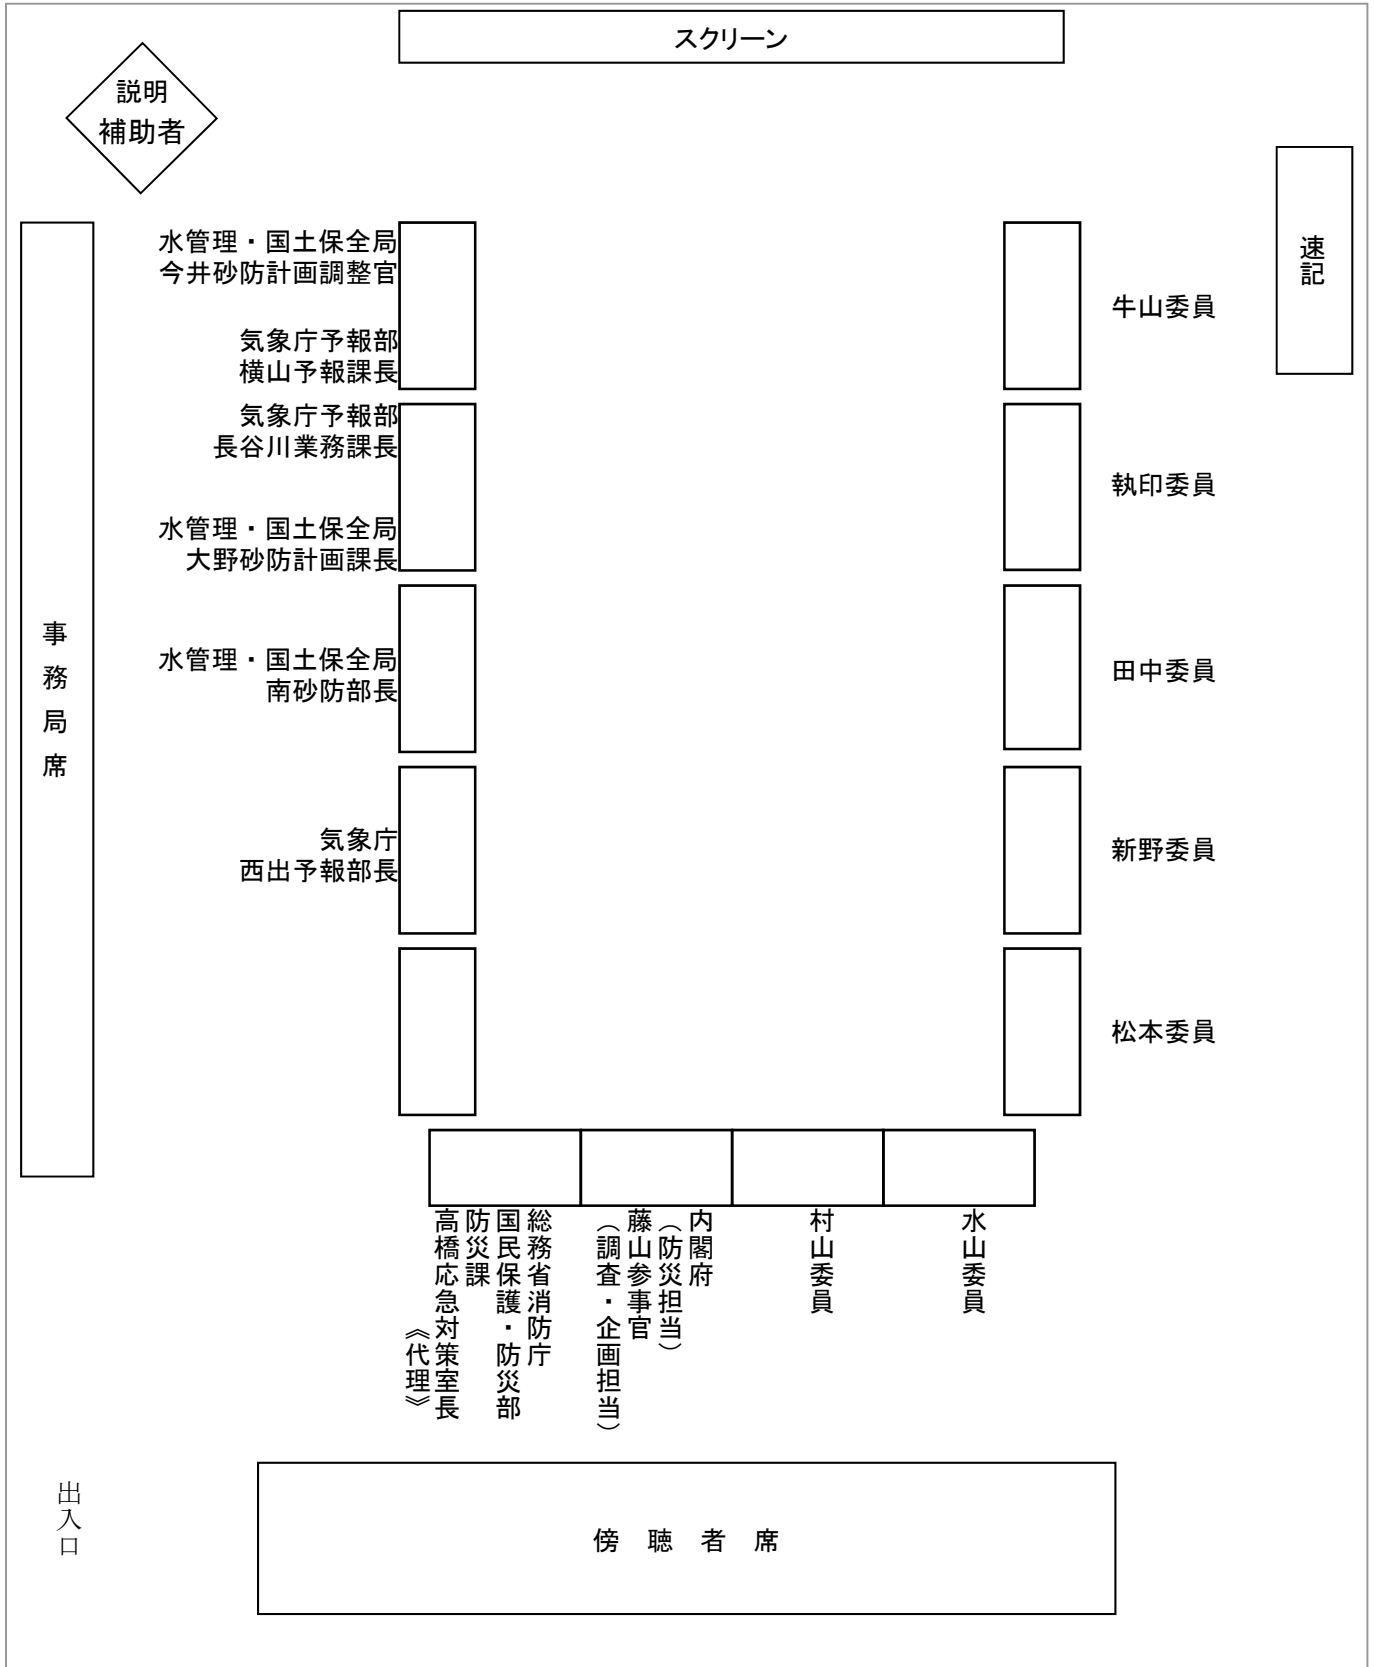 スクリーン
説明
補助者
速記
水管理・国土保全局
今井砂防計画調整官
気象庁予報部
横山予報課長
気象庁予報部
長谷川業務課長
水管理・国土保全局
大野砂防計画課長
水管理・国土保全局
南砂防部長
気象庁
西出予報部長
事務局席
牛山委員
執印委員
田中委員
新野委員
松本委員
水山委員
村山委員
内閣府
（防災担当）
藤山参事官
（調査・企画担当）
総務省消防庁
国民保護・防災部
防災課
高橋応急対策室長
《代理》
出入口
傍　聴　者　席